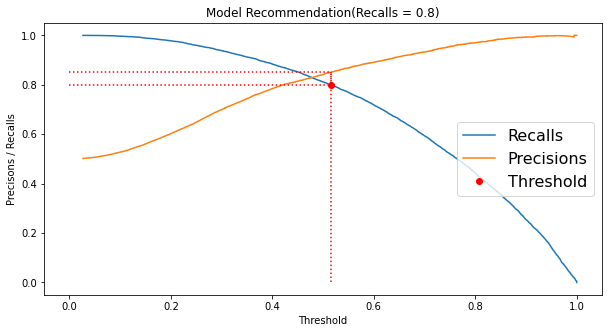 Model Recommendation(Recalls = 0.8)
Precisons / Recalls
1.0
0.8
0.6
0.4
0.2
0.0
Recalls
Precisions
Threshold
0.0 0.2 0.4 0.6 0.8 1.0
Threshold